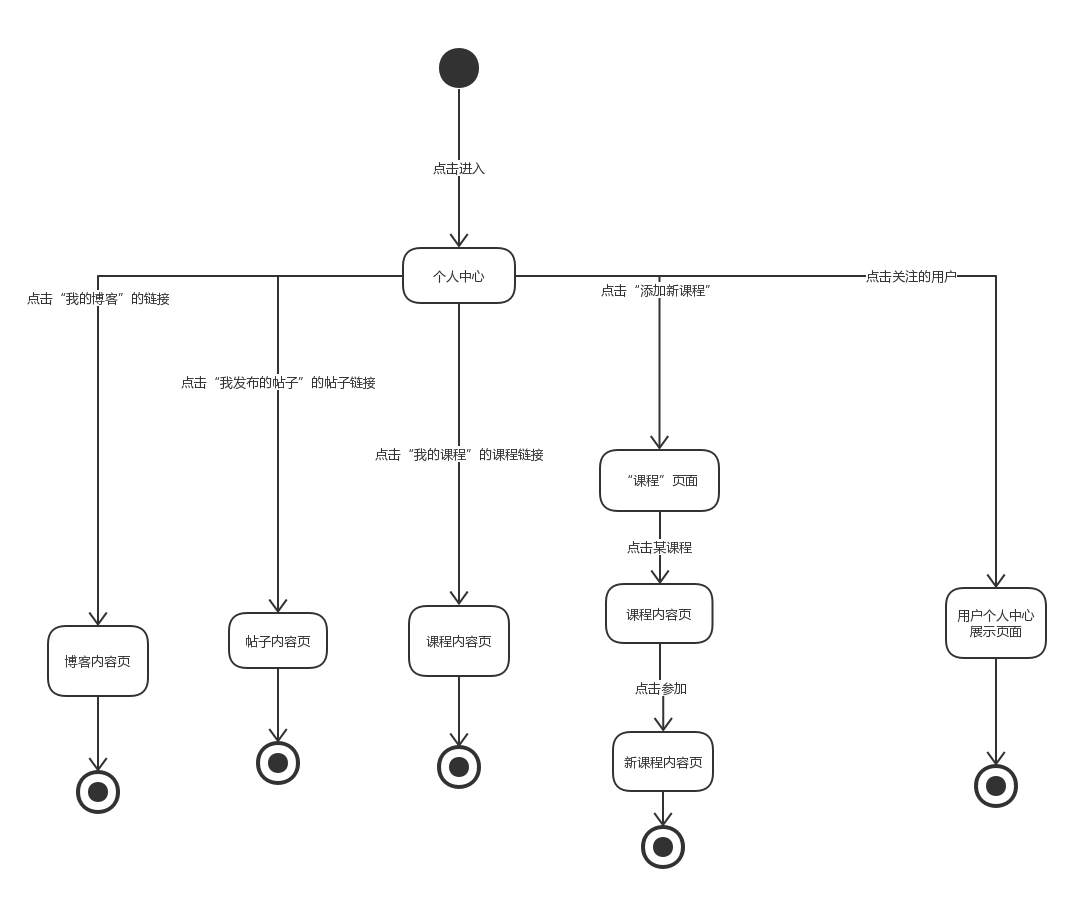 点击进入
个人中心
点击关注的用户
点击“添加新课程”
点击“我的博客”的链接
点击“我发布的帖子”的帖子链接
点击“我的课程”的课程链接
“课程”页面
点击某课程
课程内容页
用户个人中心
展示页面
博客内容页
帖子内容页
课程内容页
点击参加
新课程内容页